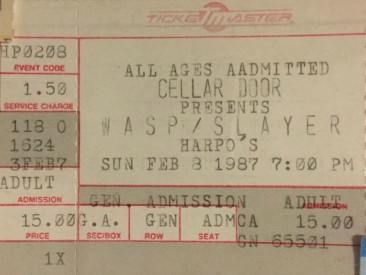 TICKETMASTER
HP0208
EVENT CODE
1.50
SERVICE CHARGE
118 0
1624
3FEB7
ADULT
ADMISSION
15.00
PRICE
1X
ALL AGES AADMITTED
CELLAR DOOR
PRESENTS
WASP/SLAYER
HARPO'S
SUN FEB 8 1987 7:00 PM
GEN. ADMISSION ADULT
G.A. GEN ADM CA 15.00
SEC/BOX ROW SEAT
GN 65531